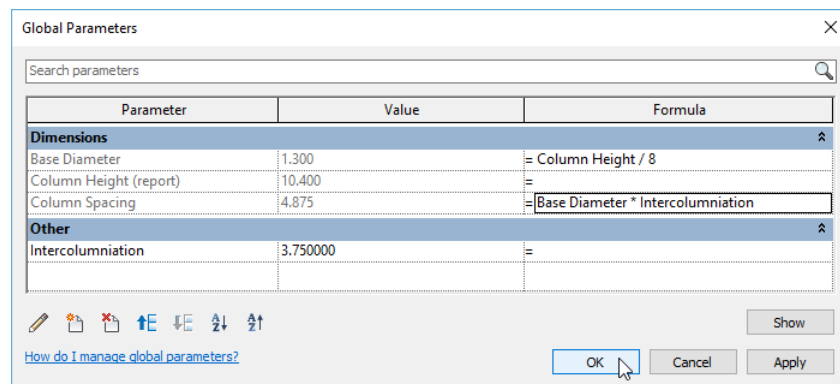 Global Parameters
Search parameters
Parameter Value Formula
Dimensions
Base Diameter 1.300 = Column Height / 8
Column Height (report) 10.400 =
Column Spacing 4.875 = Base Diameter * Intercolumniation
Other
Intercolumniation 3.750000 =
Show
How do I manage global parameters?
OK Cancel Apply